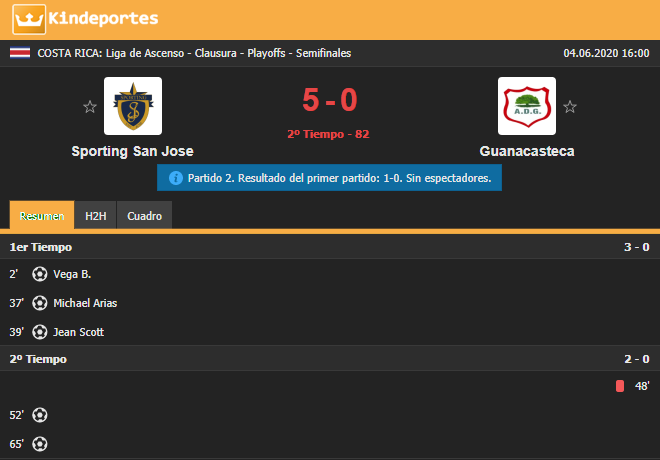 Kindeportes
COSTA RICA: Liga de Ascenso - Clausura - Playoffs - Semifinales 04.06.2020 16:00
SPORTING
A.D.G.
5 - 0
2º Tiempo - 82
Sporting San Jose Guanacasteca
Partido 2. Resultado del primer partido: 1-0. Sin espectadores.
Resumen H2H Cuadro
1er Tiempo 3 - 0
2' Vega B.
37' Michael Arias
39' Jean Scott
2º Tiempo 2 - 0
48'
52'
65'